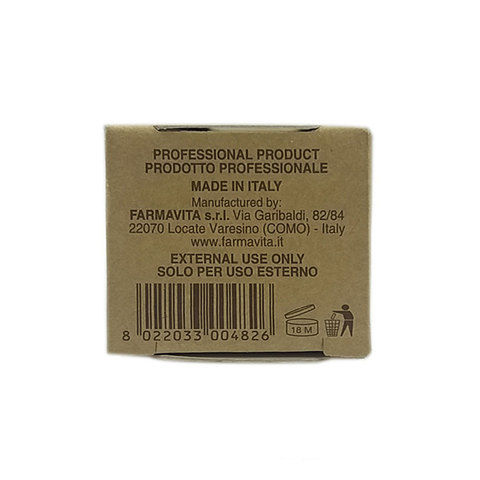 PROFESSIONAL PRODUCT
PRODOTTO PROFESSIONALE
MADE IN ITALY
Manufactured by:
FARMAVITA s.r.l. Via Garibaldi, 82/84
22070 Locate Varesino (COMO) - Italy
www.farmavita.it
EXTERNAL USE ONLY
SOLO PER USO ESTERNO
18 M
8 022033 004826